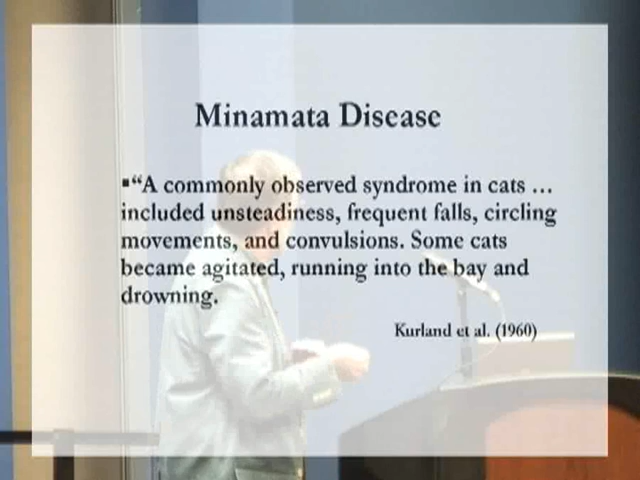 Minamata Disease
▪“A commonly observed syndrome in cats ...
included unsteadiness, frequent falls, circling
movements, and convulsions. Some cats
became agitated, running into the bay and
drowning.
Kurland et al. (1960)